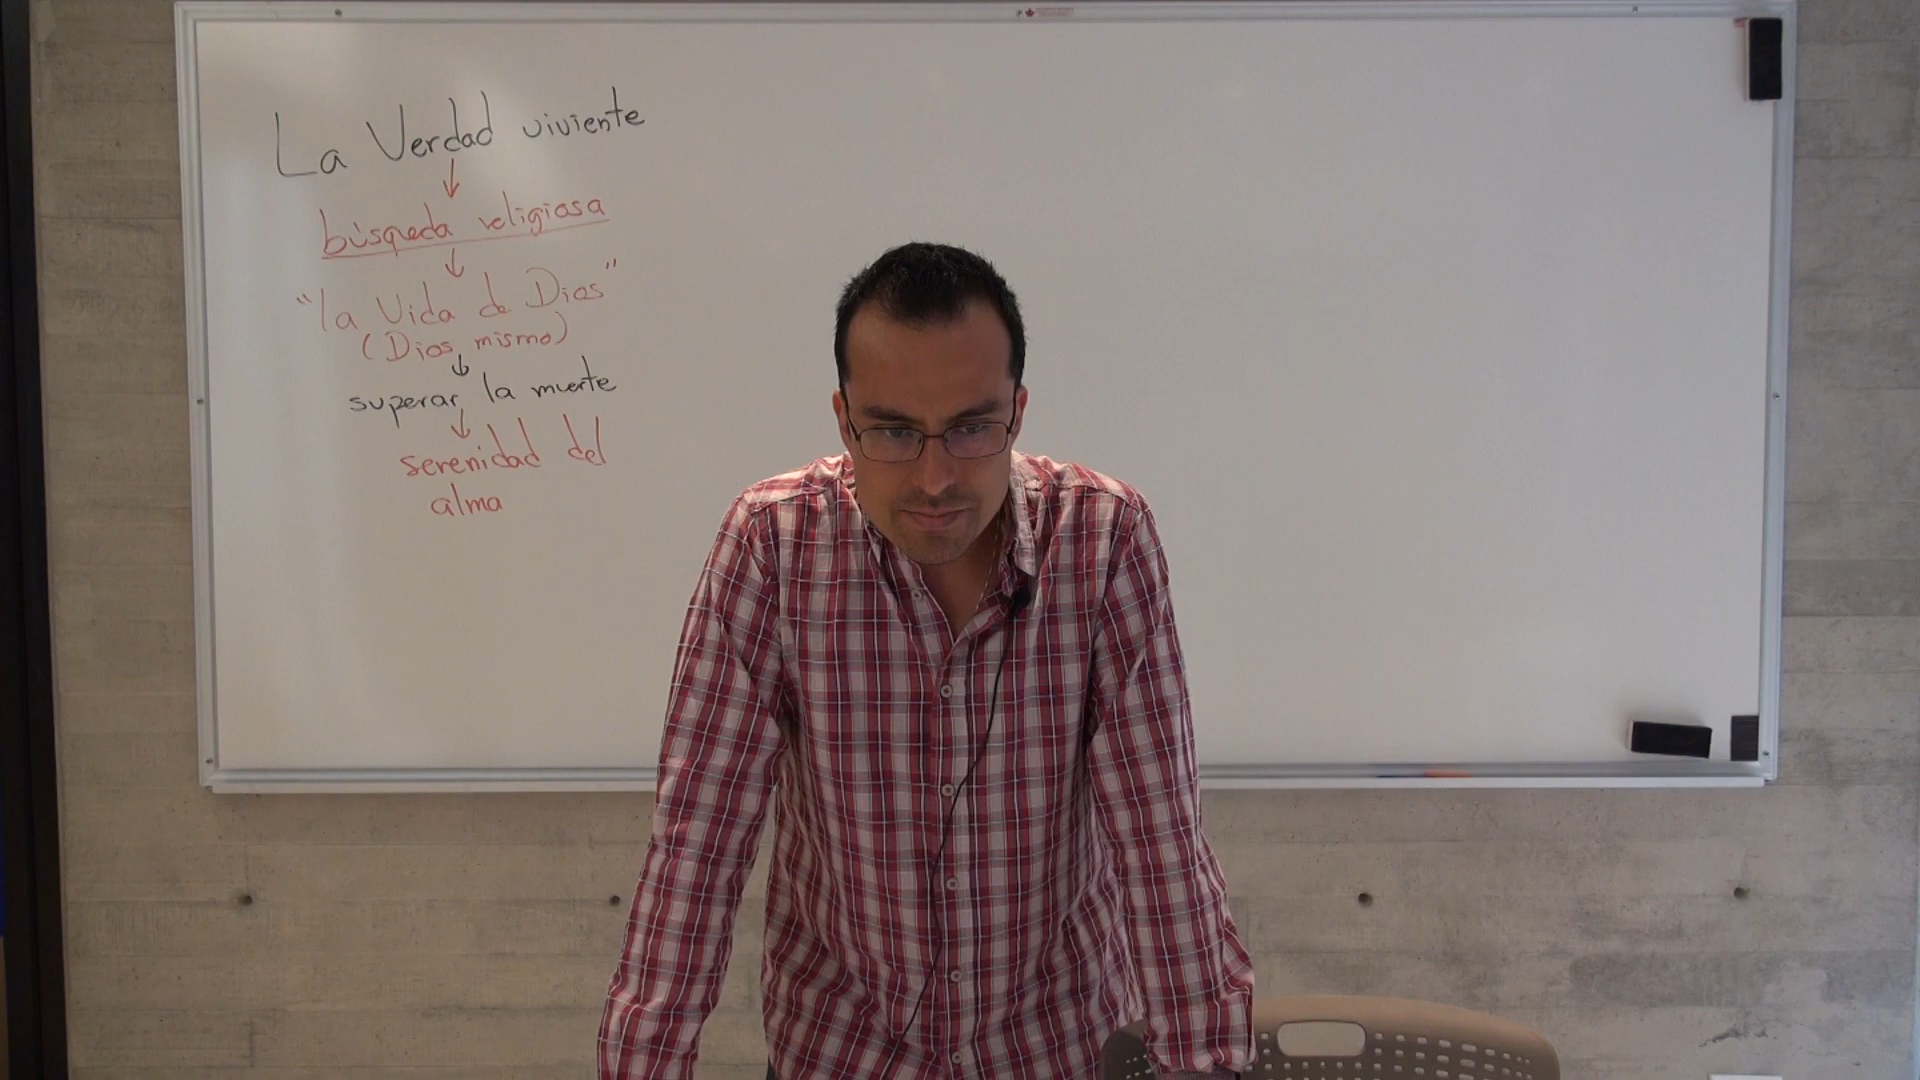 La Verdad viviente
↓
búsqueda religiosa
↓
"la Vida de Dios"
(Dios mismo)
↓
superar la muerte
↓
serenidad del
alma